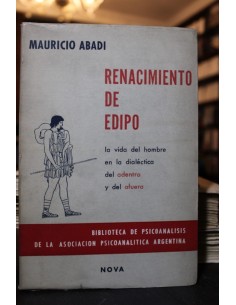 MAURICIO ABADI
RENACIMIENTO
DE
EDIPO
la vida del hombre
en la dialéctica
del adentro
y del afuera
BIBLIOTECA DE PSICOANALISIS
DE LA ASOCIACION PSICOANALITICA ARGENTINA
NOVA